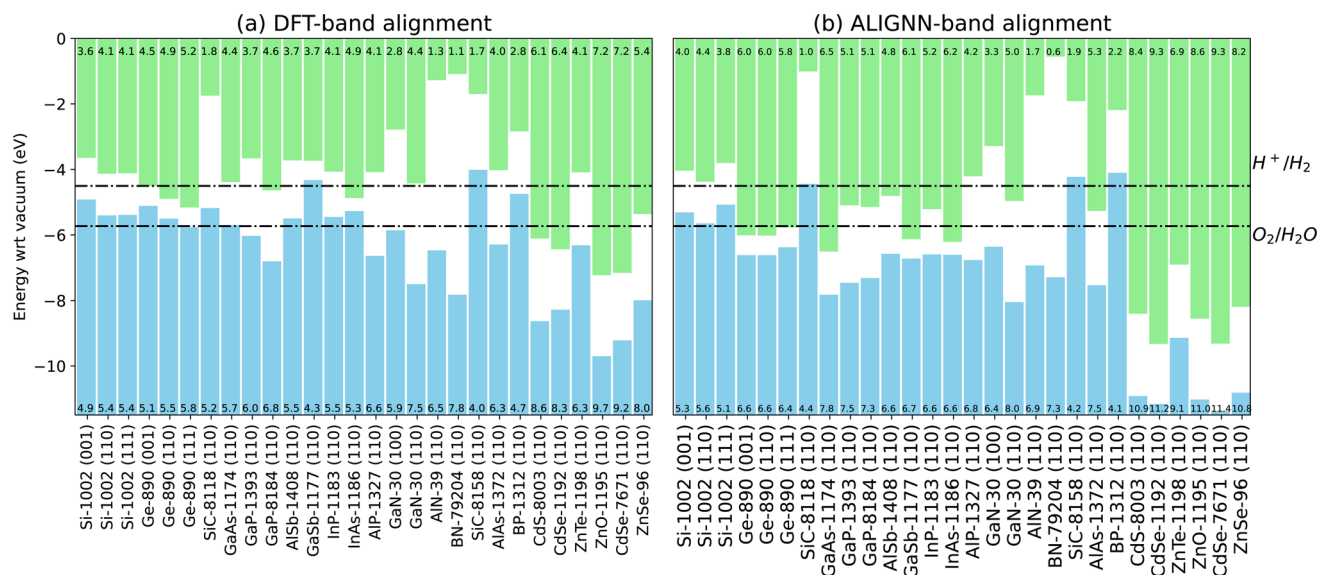 (a) DFT-band alignment
(b) ALIGNN-band alignment
Energy wrt vacuum (eV)
0
−2
−4
−6
−8
−10
3.6 4.1 4.1 4.5 4.9 5.2 1.8 4.4 3.7 4.6 3.7 3.7 4.1 4.9 4.1 2.8 4.4 1.3 1.1 1.7 4.0 2.8 6.1 6.4 4.1 7.2 7.2 5.4
4.9 5.4 5.4 5.1 5.5 5.8 5.2 5.7 6.0 6.8 5.5 4.3 5.5 5.3 6.6 5.9 7.5 6.5 7.8 4.0 6.3 4.7 8.6 8.3 6.3 9.7 9.2 8.0
Si-1002 (001)
Si-1002 (110)
Si-1002 (111)
Ge-890 (001)
Ge-890 (110)
Ge-890 (111)
SiC-8118 (110)
GaAs-1174 (110)
GaP-1393 (110)
GaP-8184 (110)
AlSb-1408 (110)
GaSb-1177 (110)
InP-1183 (110)
InAs-1186 (110)
AlP-1327 (110)
GaN-30 (100)
GaN-30 (110)
AlN-39 (110)
BN-79204 (110)
SiC-8158 (110)
AlAs-1372 (110)
BP-1312 (110)
CdS-8003 (110)
CdSe-1192 (110)
ZnTe-1198 (110)
ZnO-1195 (110)
CdSe-7671 (110)
ZnSe-96 (110)
4.0 4.4 3.8 6.0 6.0 5.8 1.0 6.5 5.1 5.1 4.8 6.1 5.2 6.2 4.2 3.3 5.0 1.7 0.6 1.9 5.3 2.2 8.4 9.3 6.9 8.6 9.3 8.2
5.3 5.6 5.1 6.6 6.6 6.4 4.4 7.8 7.5 7.3 6.6 6.7 6.6 6.6 6.8 6.4 8.0 6.9 7.3 4.2 7.5 4.1 10.9 11.2 9.1 11.0 11.4 10.8
Si-1002 (001)
Si-1002 (110)
Si-1002 (111)
Ge-890 (001)
Ge-890 (110)
Ge-890 (111)
SiC-8118 (110)
GaAs-1174 (110)
GaP-1393 (110)
GaP-8184 (110)
AlSb-1408 (110)
GaSb-1177 (110)
InP-1183 (110)
InAs-1186 (110)
AlP-1327 (110)
GaN-30 (100)
GaN-30 (110)
AlN-39 (110)
BN-79204 (110)
SiC-8158 (110)
AlAs-1372 (110)
BP-1312 (110)
CdS-8003 (110)
CdSe-1192 (110)
ZnTe-1198 (110)
ZnO-1195 (110)
CdSe-7671 (110)
ZnSe-96 (110)
H⁺/H₂
O₂/H₂O